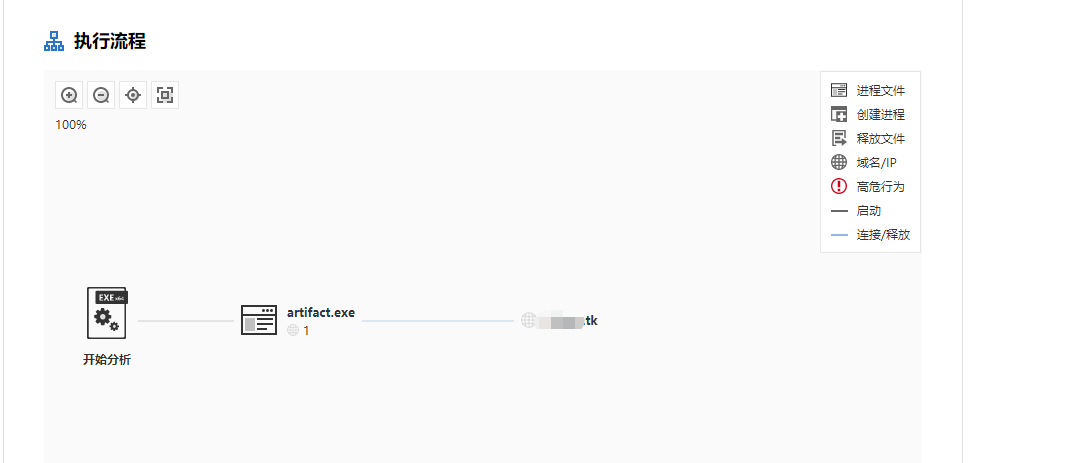 执行流程
100%
进程文件
创建进程
释放文件
域名/IP
高危行为
启动
连接/释放
EXE x64
开始分析
artifact.exe
1
.tk